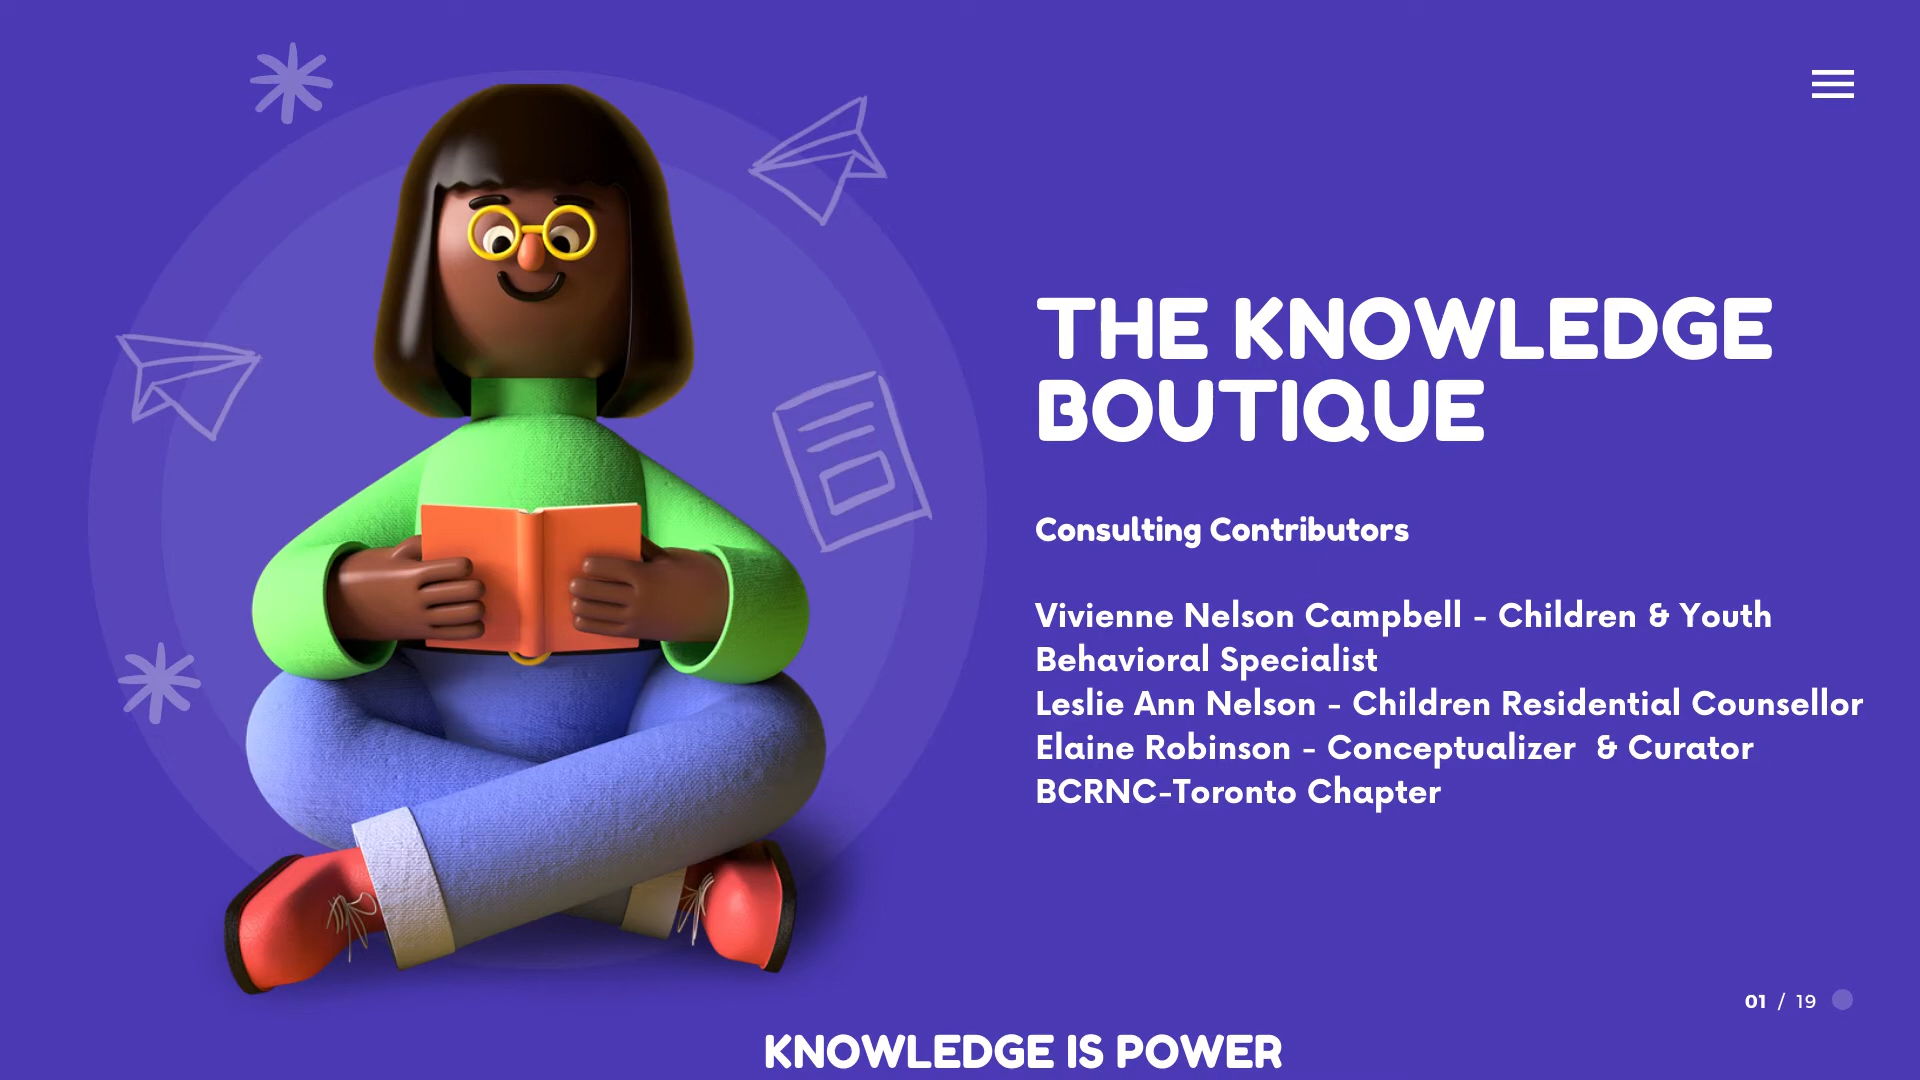 THE KNOWLEDGE
BOUTIQUE
Consulting Contributors
Vivienne Nelson Campbell - Children & Youth
Behavioral Specialist
Leslie Ann Nelson - Children Residential Counsellor
Elaine Robinson - Conceptualizer & Curator
BCRNC-Toronto Chapter
01 / 19
KNOWLEDGE IS POWER